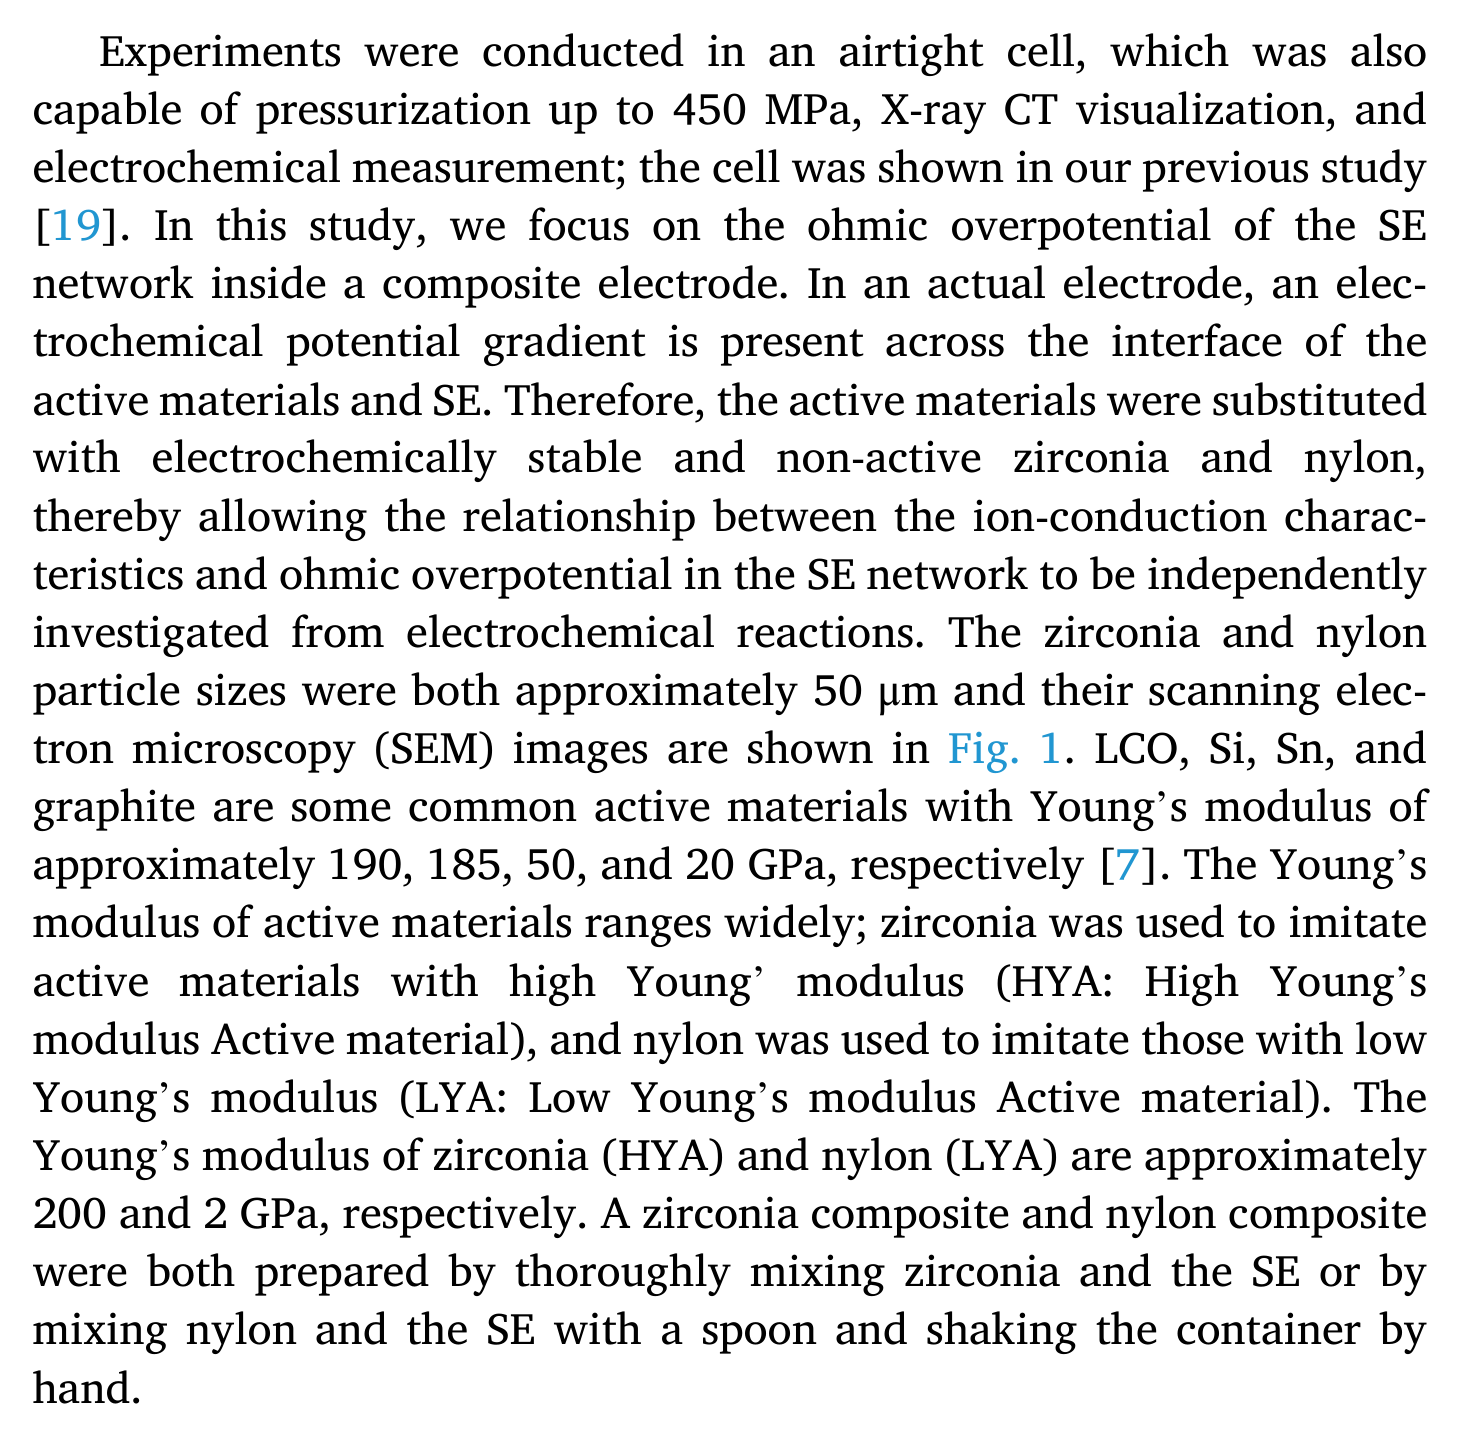 Experiments were conducted in an airtight cell, which was also
capable of pressurization up to 450 MPa, X-ray CT visualization, and
electrochemical measurement; the cell was shown in our previous study
[19]. In this study, we focus on the ohmic overpotential of the SE
network inside a composite electrode. In an actual electrode, an elec-
trochemical potential gradient is present across the interface of the
active materials and SE. Therefore, the active materials were substituted
with electrochemically stable and non-active zirconia and nylon,
thereby allowing the relationship between the ion-conduction charac-
teristics and ohmic overpotential in the SE network to be independently
investigated from electrochemical reactions. The zirconia and nylon
particle sizes were both approximately 50 μm and their scanning elec-
tron microscopy (SEM) images are shown in Fig. 1. LCO, Si, Sn, and
graphite are some common active materials with Young’s modulus of
approximately 190, 185, 50, and 20 GPa, respectively [7]. The Young’s
modulus of active materials ranges widely; zirconia was used to imitate
active materials with high Young’ modulus (HYA: High Young’s
modulus Active material), and nylon was used to imitate those with low
Young’s modulus (LYA: Low Young’s modulus Active material). The
Young’s modulus of zirconia (HYA) and nylon (LYA) are approximately
200 and 2 GPa, respectively. A zirconia composite and nylon composite
were both prepared by thoroughly mixing zirconia and the SE or by
mixing nylon and the SE with a spoon and shaking the container by
hand.